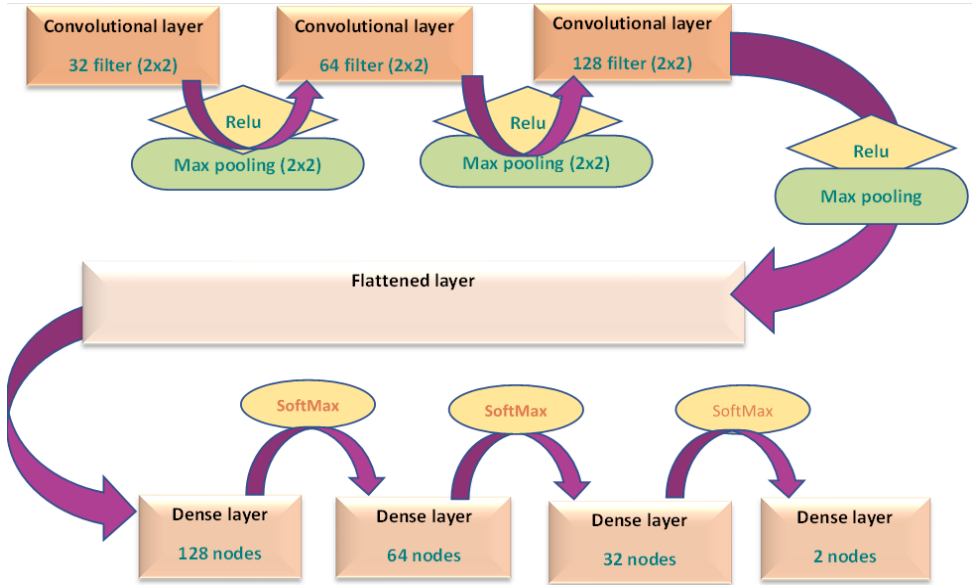 Convolutional layer
32 filter (2x2)
Convolutional layer
64 filter (2x2)
Convolutional layer
128 filter (2x2)
Relu
Max pooling (2x2)
Relu
Max pooling (2x2)
Relu
Max pooling
Flattened layer
SoftMax
SoftMax
SoftMax
Dense layer
128 nodes
Dense layer
64 nodes
Dense layer
32 nodes
Dense layer
2 nodes